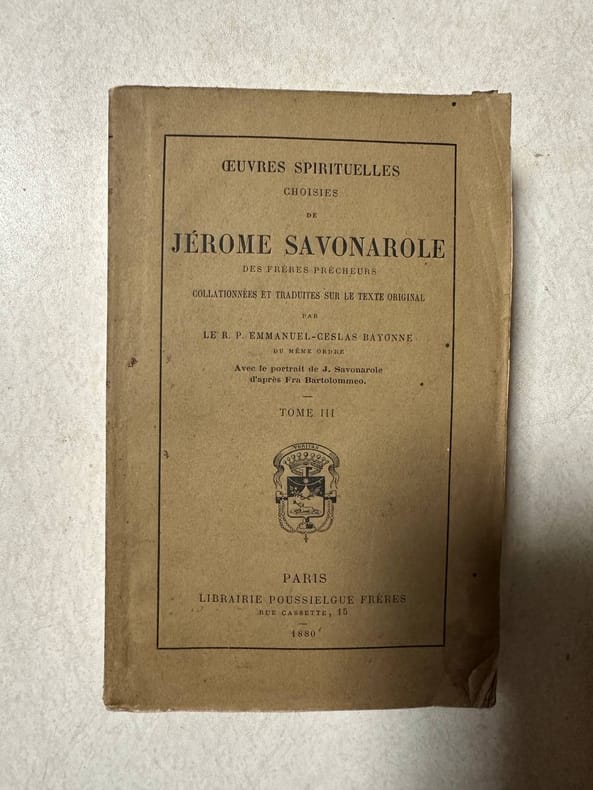 ŒUVRES SPIRITUELLES
CHOISIES
DE
JÉROME SAVONAROLE
DES FRÈRES PRÊCHEURS
COLLATIONNÉES ET TRADUITES SUR LE TEXTE ORIGINAL
PAR
LE R. P. EMMANUEL-CESLAS BAYONNE
DU MÊME ORDRE
Avec le portrait de J. Savonarole
d'après Fra Bartolommeo.
TOME III
VERITAS
PARIS
LIBRAIRIE POUSSIELGUE FRÈRES
RUE CASSETTE, 15
1880